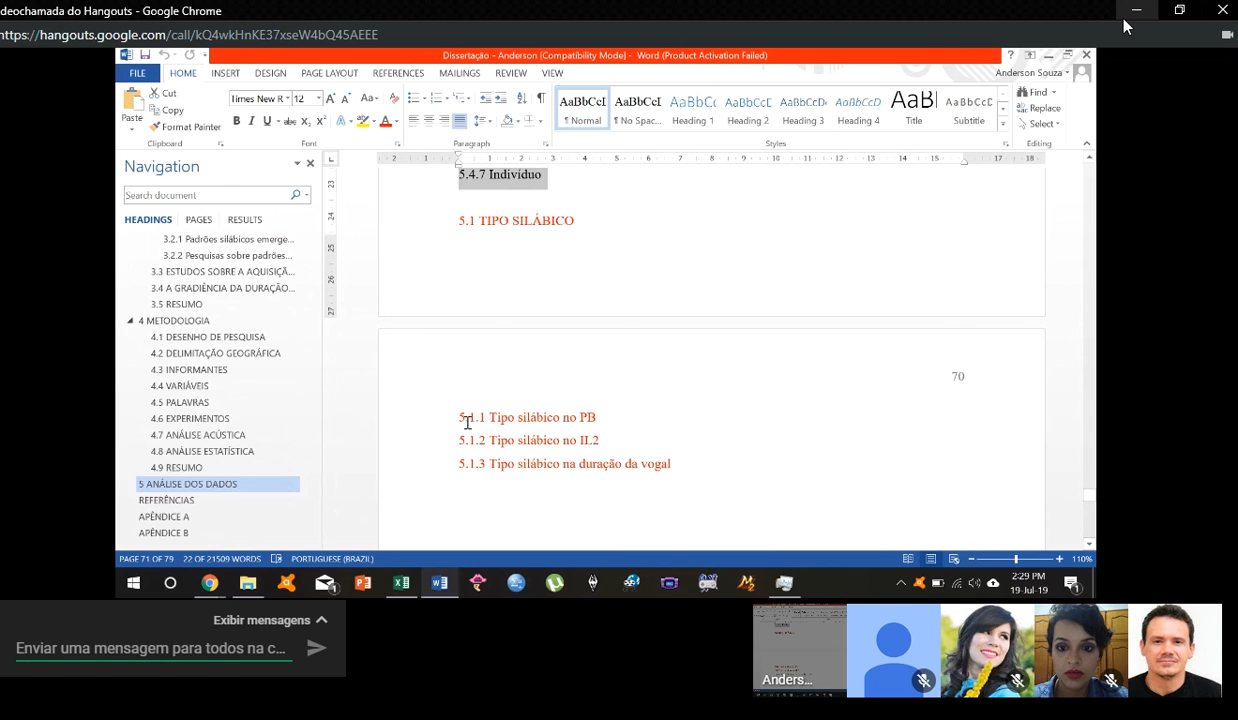 deochamada do Hangouts - Google Chrome
https://hangouts.google.com/call/kQ4wkHnKE37xseW4bQ45AEEE
Dissertação - Anderson [Compatibility Mode] - Word (Product Activation Failed)
FILE HOME INSERT DESIGN PAGE LAYOUT REFERENCES MAILINGS REVIEW VIEW
Anderson Souza
Paste
Cut
Copy
Format Painter
Clipboard
Times New R 12
Font
Paragraph
AaBbCcI ¶ Normal
AaBbCcI ¶ No Spac...
AaBbCc Heading 1
AaBbCcE Heading 2
AaBbCcD Heading 3
AaBbCcD Heading 4
AaBl Title
AaBbCcD Subtitle
Styles
Find
Replace
Select
Editing
Navigation
Search document
HEADINGS PAGES RESULTS
3.2.1 Padrões silábicos emerge...
3.2.2 Pesquisas sobre padrões...
3.3 ESTUDOS SOBRE A AQUISIÇÃ...
3.4 A GRADIÊNCIA DA DURAÇÃO...
3.5 RESUMO
4 METODOLOGIA
4.1 DESENHO DE PESQUISA
4.2 DELIMITAÇÃO GEOGRÁFICA
4.3 INFORMANTES
4.4 VARIÁVEIS
4.5 PALAVRAS
4.6 EXPERIMENTOS
4.7 ANÁLISE ACÚSTICA
4.8 ANÁLISE ESTATÍSTICA
4.9 RESUMO
5 ANÁLISE DOS DADOS
REFERÊNCIAS
APÊNDICE A
APÊNDICE B
5.4.7 Indivíduo
5.1 TIPO SILÁBICO
70
5.1.1 Tipo silábico no PB
5.1.2 Tipo silábico no IL2
5.1.3 Tipo silábico na duração da vogal
PAGE 71 OF 79 22 OF 21509 WORDS PORTUGUESE (BRAZIL)
110%
2:29 PM
19-Jul-19
Exibir mensagens
Enviar uma mensagem para todos na c...
Anders...